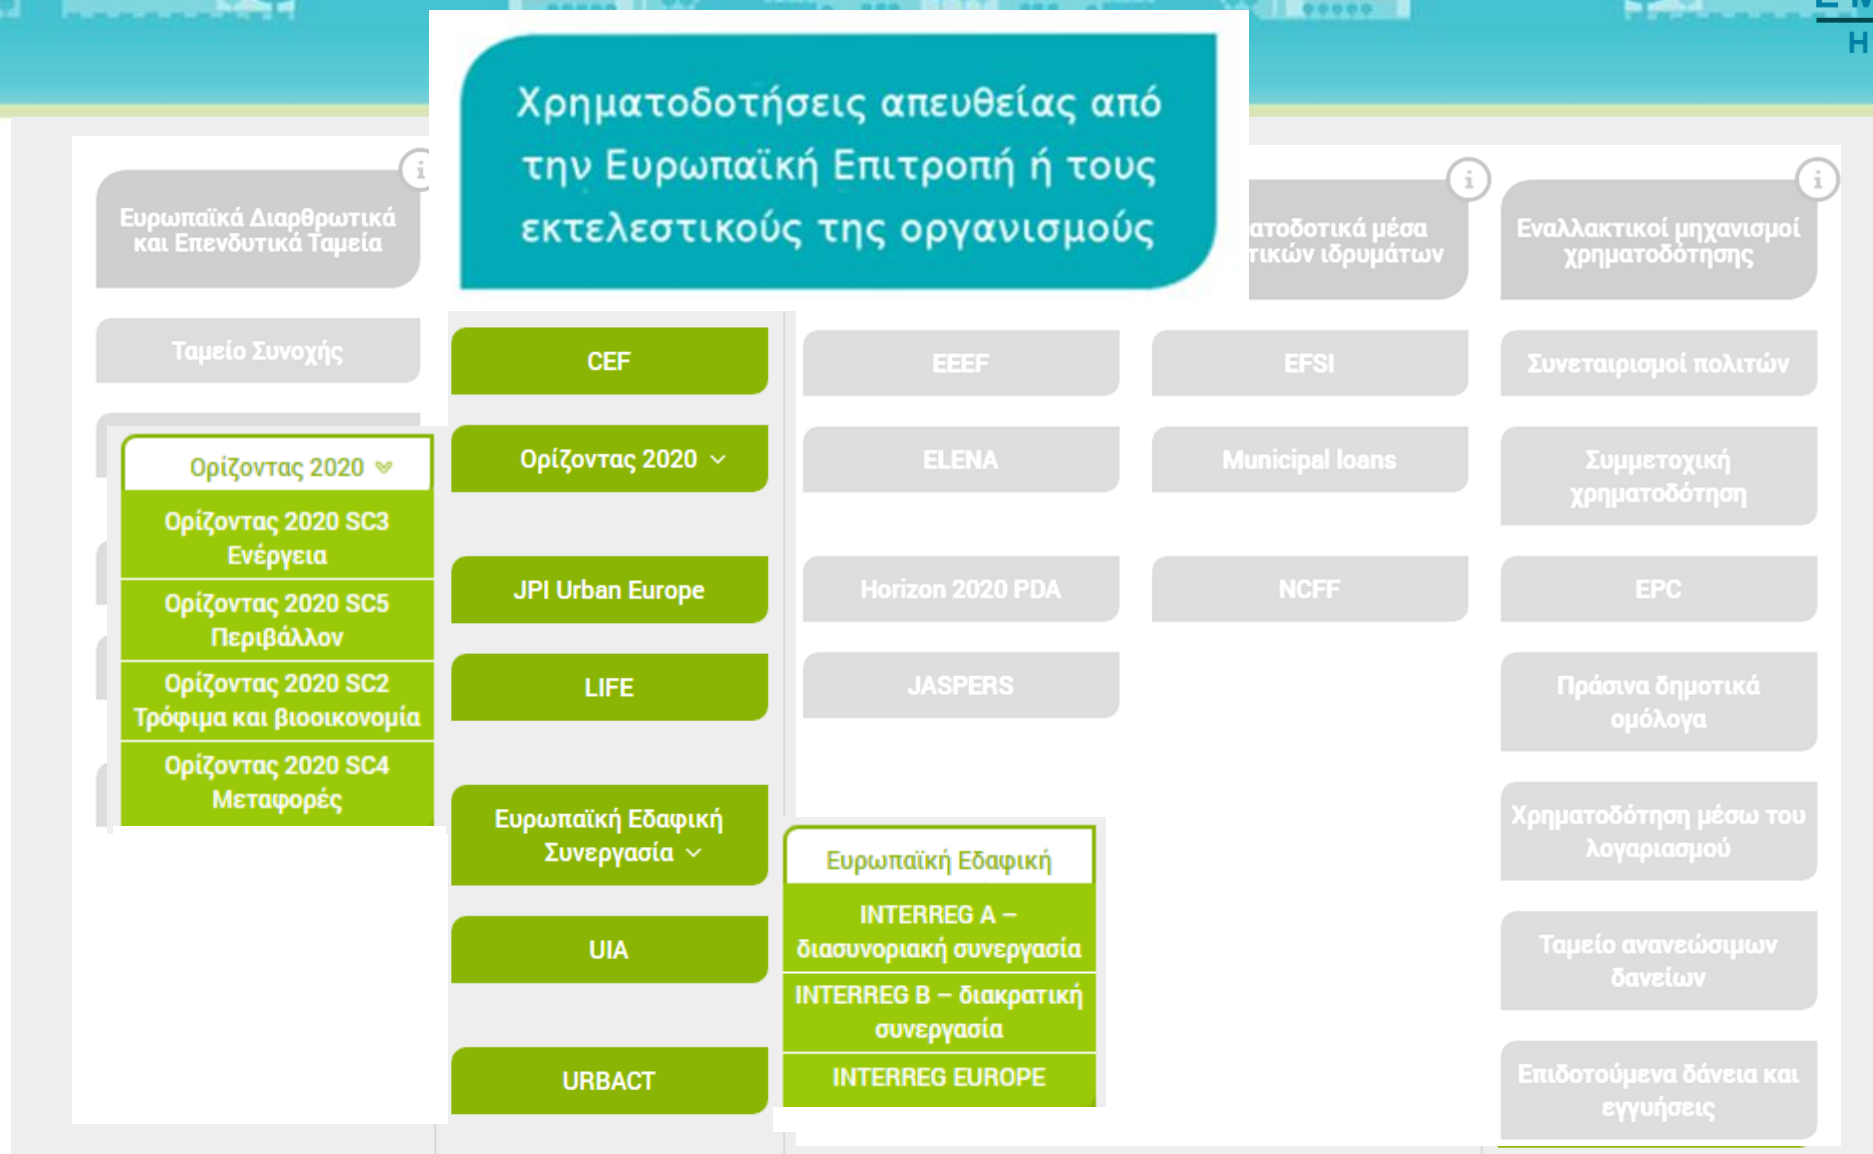 Χρηματοδοτήσεις απευθείας από
την Ευρωπαϊκή Επιτροπή ή τους
εκτελεστικούς της οργανισμούς
Ευρωπαϊκά Διαρθρωτικά
και Επενδυτικά Ταμεία
Ταμείο Συνοχής
Ορίζοντας 2020
Ορίζοντας 2020 SC3
Ενέργεια
Ορίζοντας 2020 SC5
Περιβάλλον
Ορίζοντας 2020 SC2
Τρόφιμα και βιοοικονομία
Ορίζοντας 2020 SC4
Μεταφορές
CEF
Ορίζοντας 2020
JPI Urban Europe
LIFE
Ευρωπαϊκή Εδαφική
Συνεργασία
UIA
URBACT
EEEF
ELENA
Horizon 2020 PDA
JASPERS
Ευρωπαϊκή Εδαφική
INTERREG A –
διασυνοριακή συνεργασία
INTERREG B – διακρατική
συνεργασία
INTERREG EUROPE
μέσα
ιδρυμάτων
EFSI
Municipal loans
NCFF
Εναλλακτικοί μηχανισμοί
χρηματοδότησης
Συνεταιρισμοί πολιτών
Συμμετοχική
χρηματοδότηση
EPC
Πράσινα δημοτικά
ομόλογα
Χρηματοδότηση μέσω του
λογαριασμού
Ταμείο ανανεώσιμων
δανείων
Επιδοτούμενα δάνεια και
εγγυήσεις